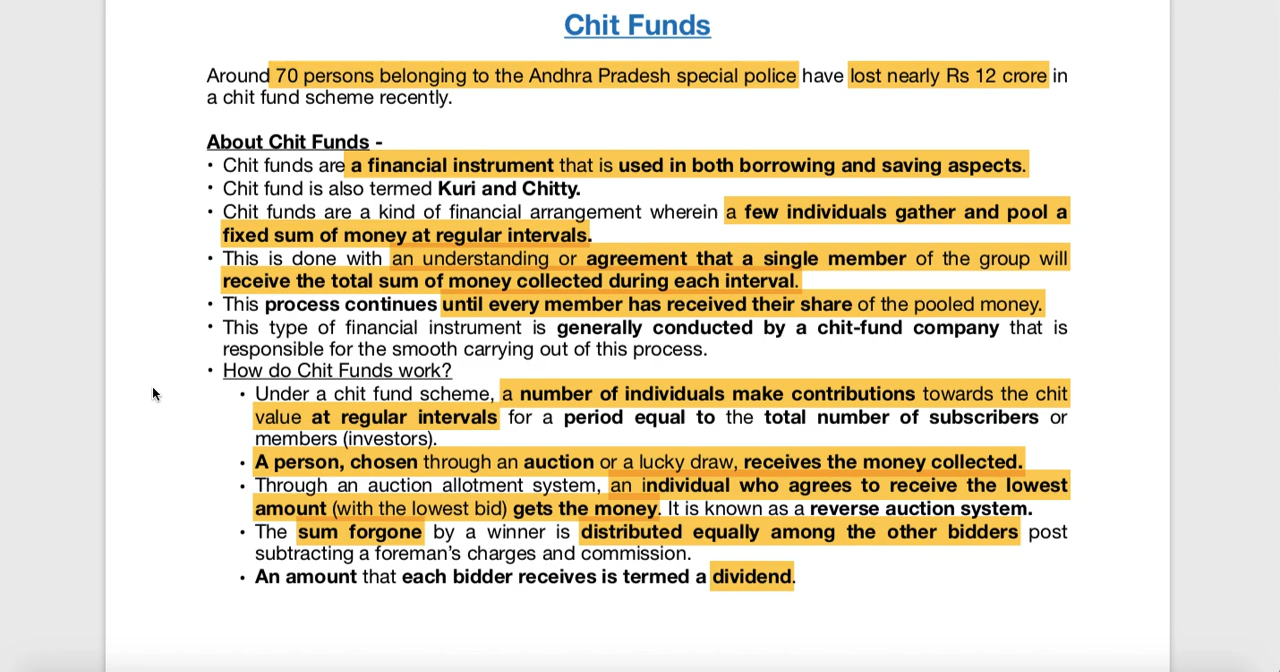 Chit Funds
Around 70 persons belonging to the Andhra Pradesh special police have lost nearly Rs 12 crore in
a chit fund scheme recently.
About Chit Funds -
• Chit funds are a financial instrument that is used in both borrowing and saving aspects.
• Chit fund is also termed Kuri and Chitty.
• Chit funds are a kind of financial arrangement wherein a few individuals gather and pool a
fixed sum of money at regular intervals.
• This is done with an understanding or agreement that a single member of the group will
receive the total sum of money collected during each interval.
• This process continues until every member has received their share of the pooled money.
• This type of financial instrument is generally conducted by a chit-fund company that is
responsible for the smooth carrying out of this process.
• How do Chit Funds work?
• Under a chit fund scheme, a number of individuals make contributions towards the chit
value at regular intervals for a period equal to the total number of subscribers or
members (investors).
• A person, chosen through an auction or a lucky draw, receives the money collected.
• Through an auction allotment system, an individual who agrees to receive the lowest
amount (with the lowest bid) gets the money. It is known as a reverse auction system.
• The sum forgone by a winner is distributed equally among the other bidders post
subtracting a foreman's charges and commission.
• An amount that each bidder receives is termed a dividend.